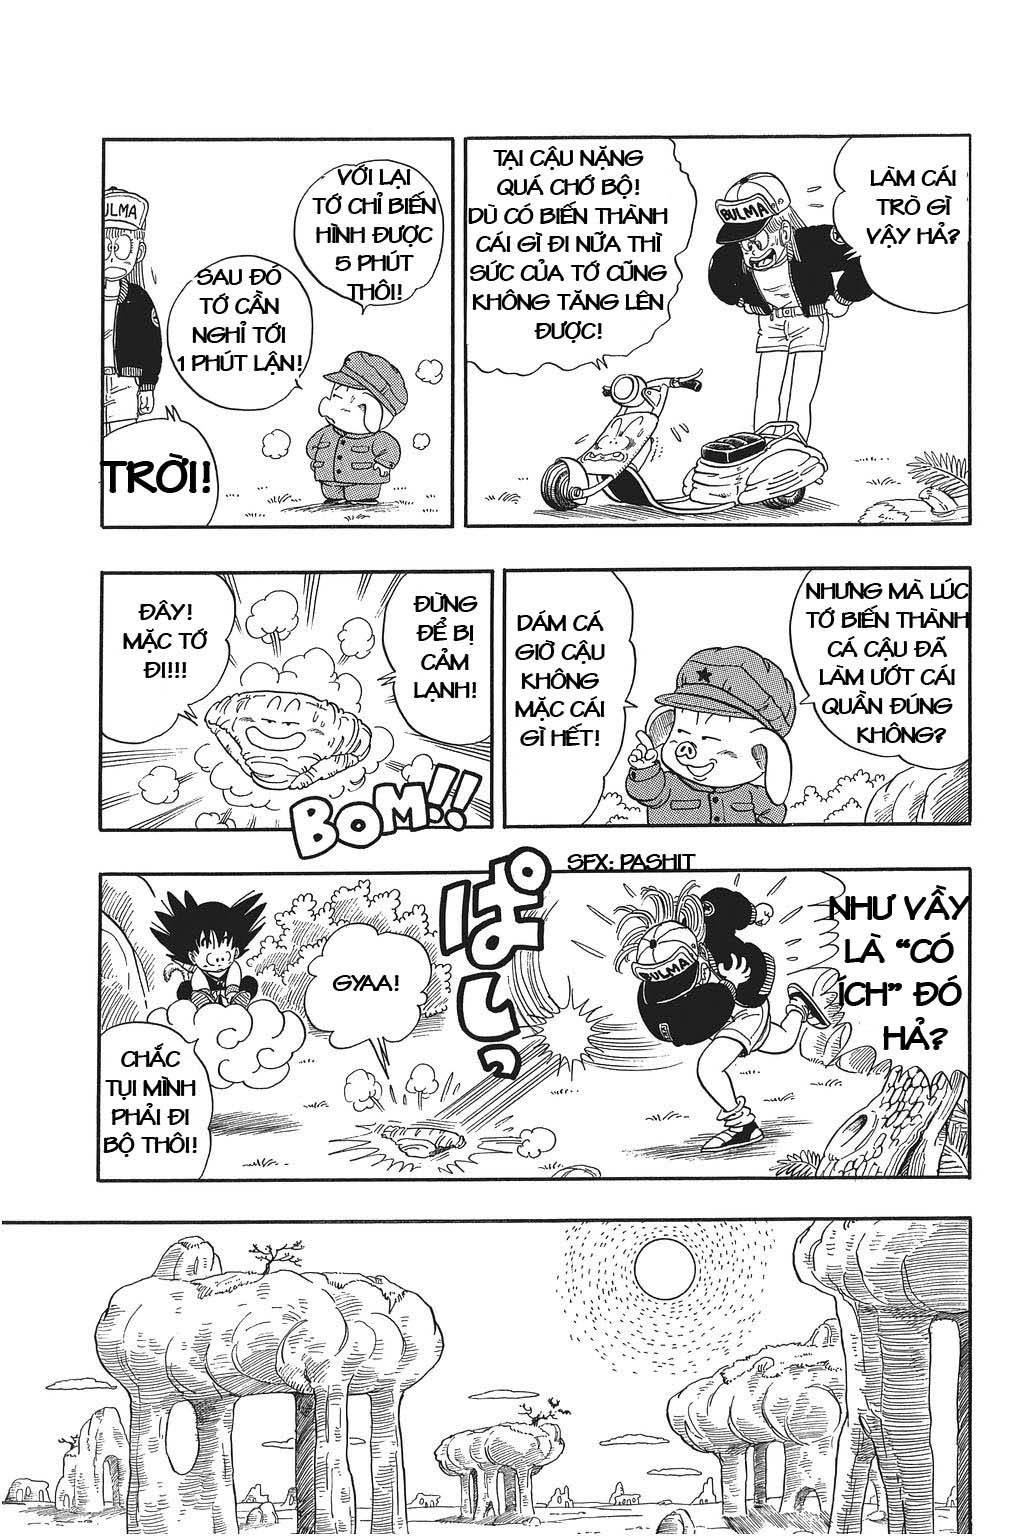 LÀM CÁI
TRÒ GÌ
VẬY HẢ?
BULMA
TẠI CẬU NẶNG
QUÁ CHỚ BỘ!
DÙ CÓ BIẾN THÀNH
CÁI GÌ ĐI NỮA THÌ
SỨC CỦA TỚ CŨNG
KHÔNG TĂNG LÊN
ĐƯỢC!
VỚI LẠI
TỚ CHỈ BIẾN
HÌNH ĐƯỢC
5 PHÚT
THÔI!
SAU ĐÓ
TỚ CẦN
NGHỈ TỚI
1 PHÚT LẬN!
BULMA
TRỜI!
NHƯNG MÀ LÚC
TỚ BIẾN THÀNH
CÁ CẬU ĐÃ
LÀM ƯỚT CÁI
QUẦN ĐÚNG
KHÔNG?
DÁM CÁ
GIỜ CẬU
KHÔNG
MẶC CÁI
GÌ HẾT!
ĐỪNG
ĐỂ BỊ
CẢM
LẠNH!
ĐÂY!
MẶC TỚ
ĐI!!!
BOM!!
SFX: PASHIT
NHƯ VẦY
LÀ “CÓ
ÍCH” ĐÓ
HẢ?
BULMA
ぱしっ
GYAA!
CHẮC
TỤI MÌNH
PHẢI ĐI
BỘ THÔI!